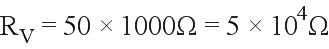 R_V = 50 × 1000Ω = 5 × 10^4Ω